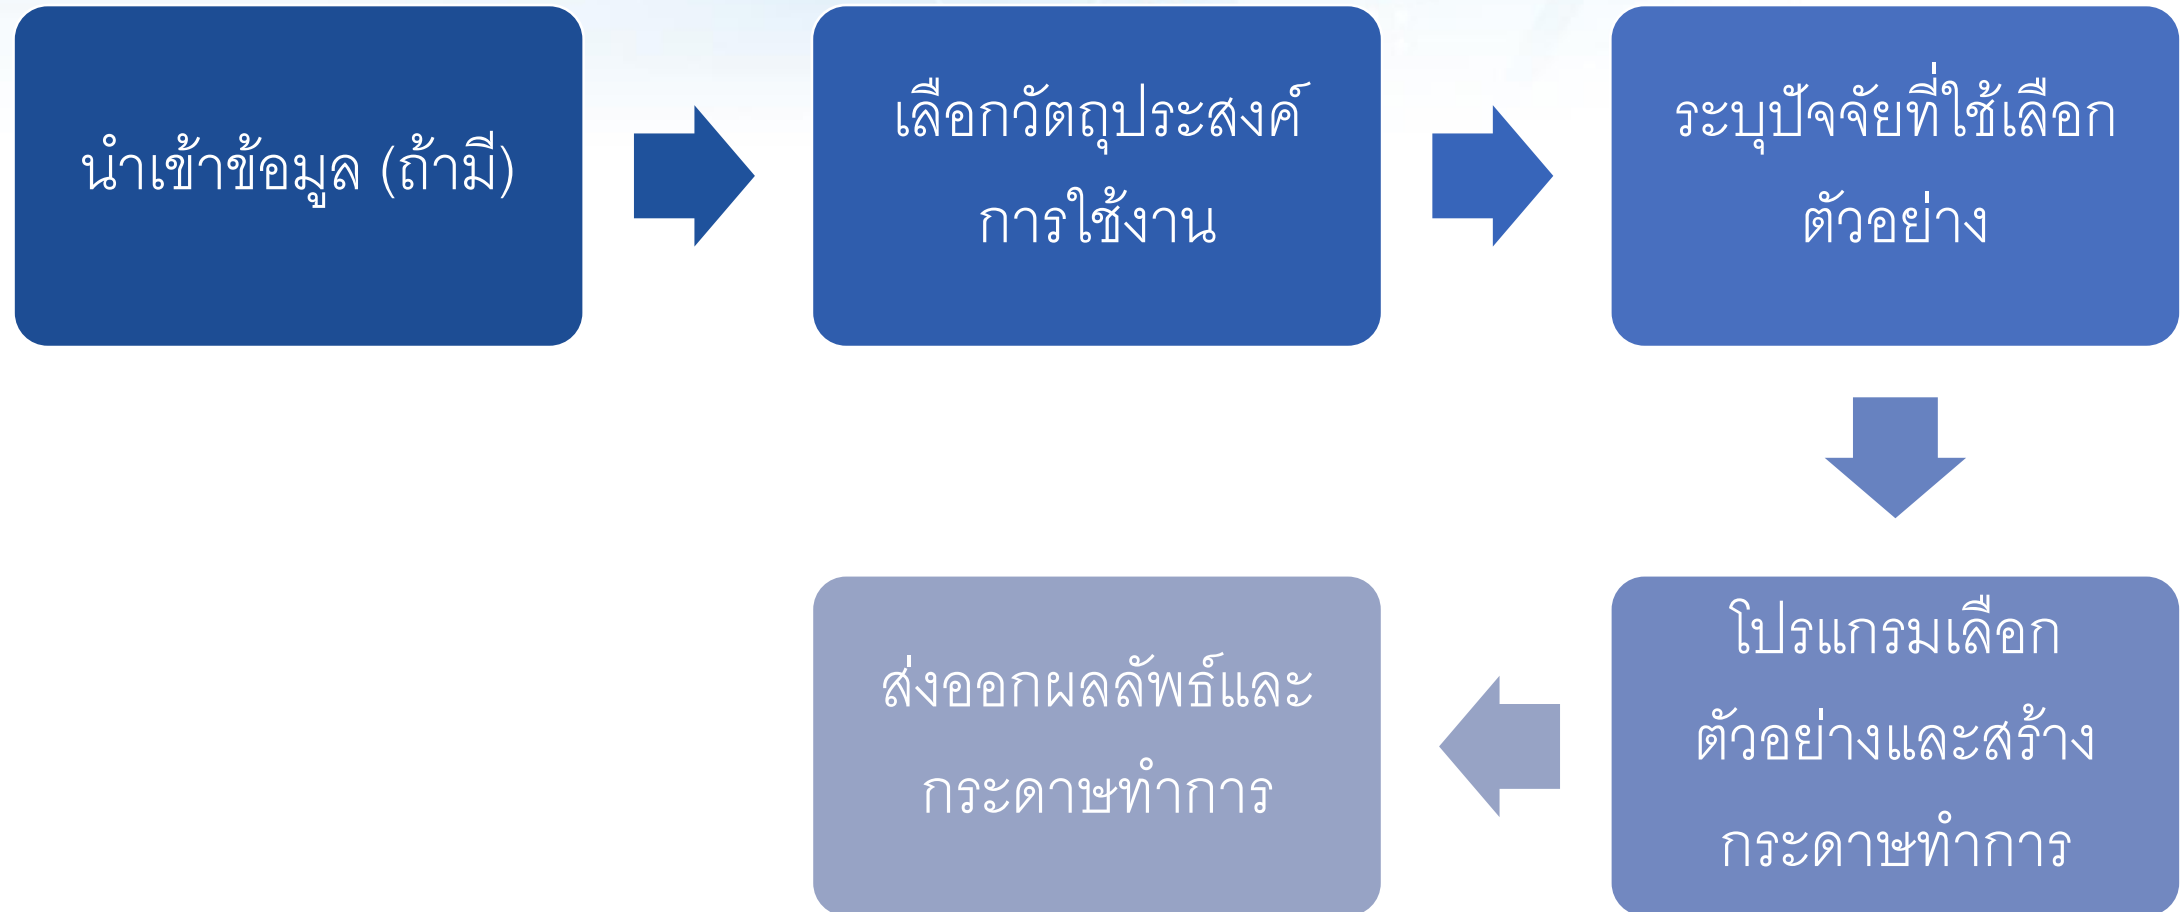 นำเข้าข้อมูล (ถ้ามี)
เลือกวัตถุประสงค์
การใช้งาน
ระบุปัจจัยที่ใช้เลือก
ตัวอย่าง
โปรแกรมเลือก
ตัวอย่างและสร้าง
กระดาษทำการ
ส่งออกผลลัพธ์และ
กระดาษทำการ